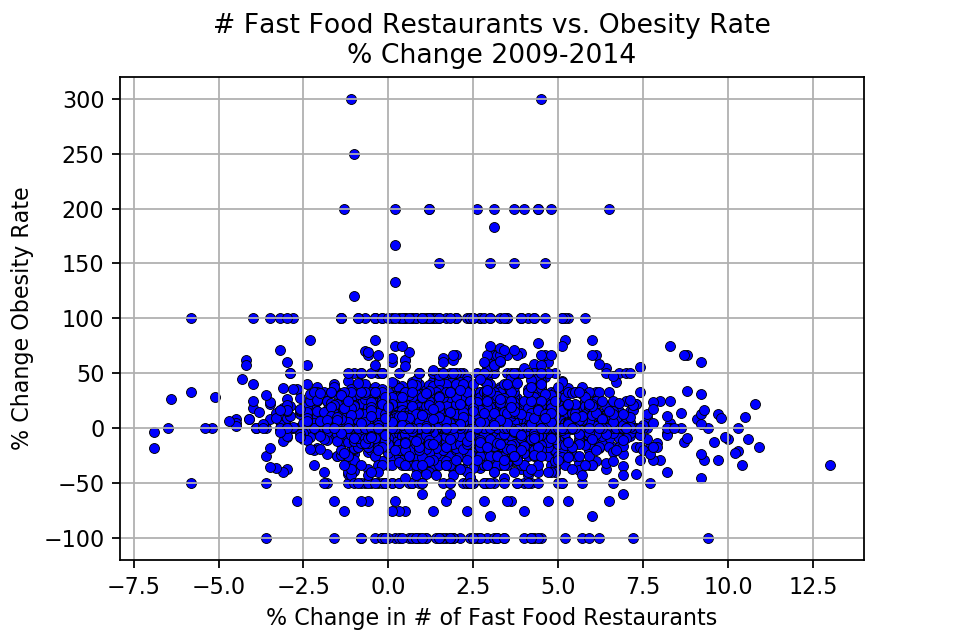 # Fast Food Restaurants vs. Obesity Rate
% Change 2009-2014
300
250
200
150
100
50
0
−50
−100
% Change Obesity Rate
−7.5 −5.0 −2.5 0.0 2.5 5.0 7.5 10.0 12.5
% Change in # of Fast Food Restaurants